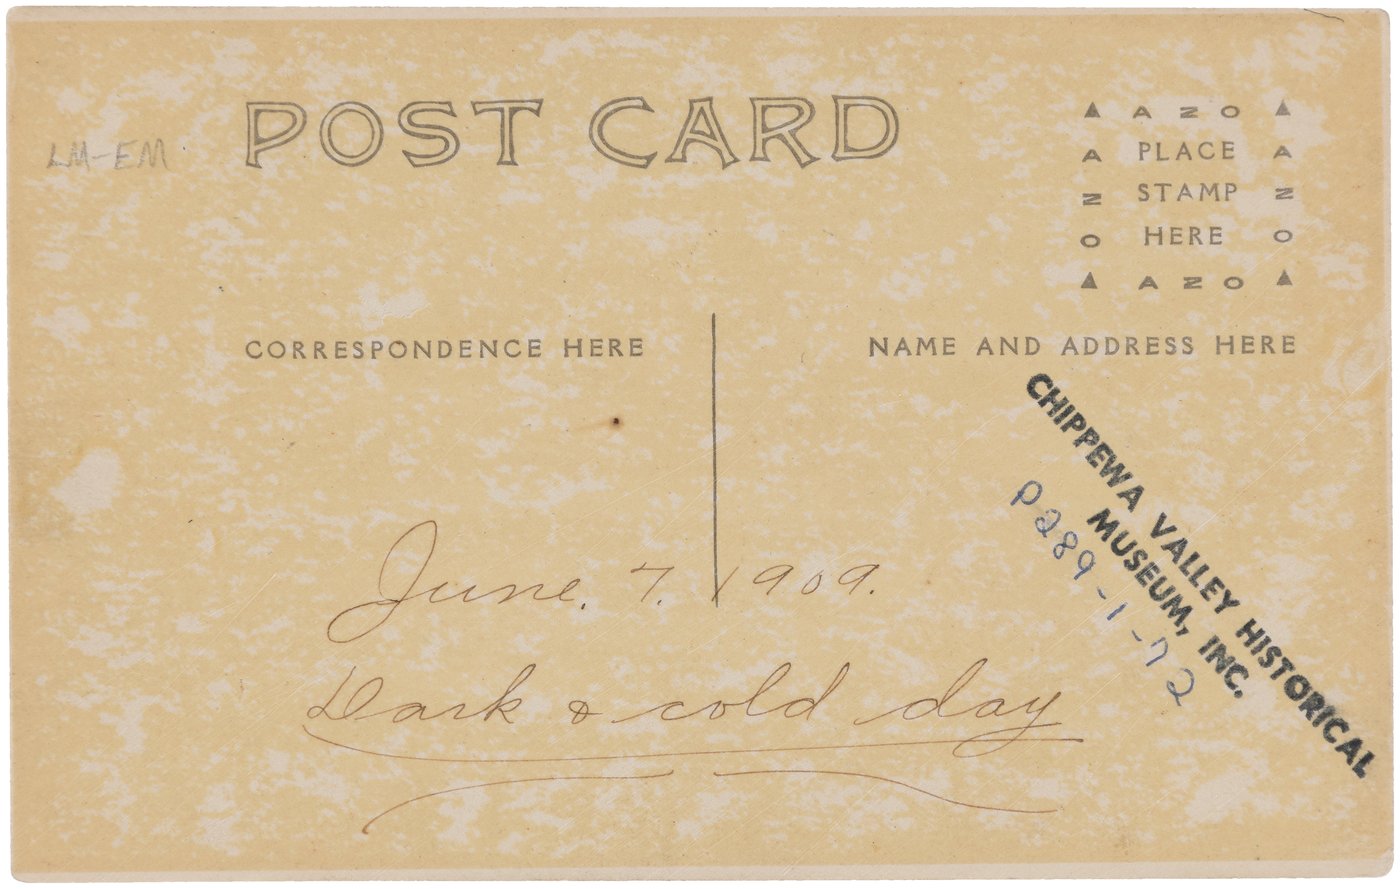 LM-EM
POST CARD
▲ AZO ▲
A PLACE A
Z STAMP Z
O HERE O
▲ AZO ▲
CORRESPONDENCE HERE
NAME AND ADDRESS HERE
CHIPPEWA VALLEY HISTORICAL
MUSEUM, INC.
P289-1-72
June. 7. 1909.
Dark & cold day